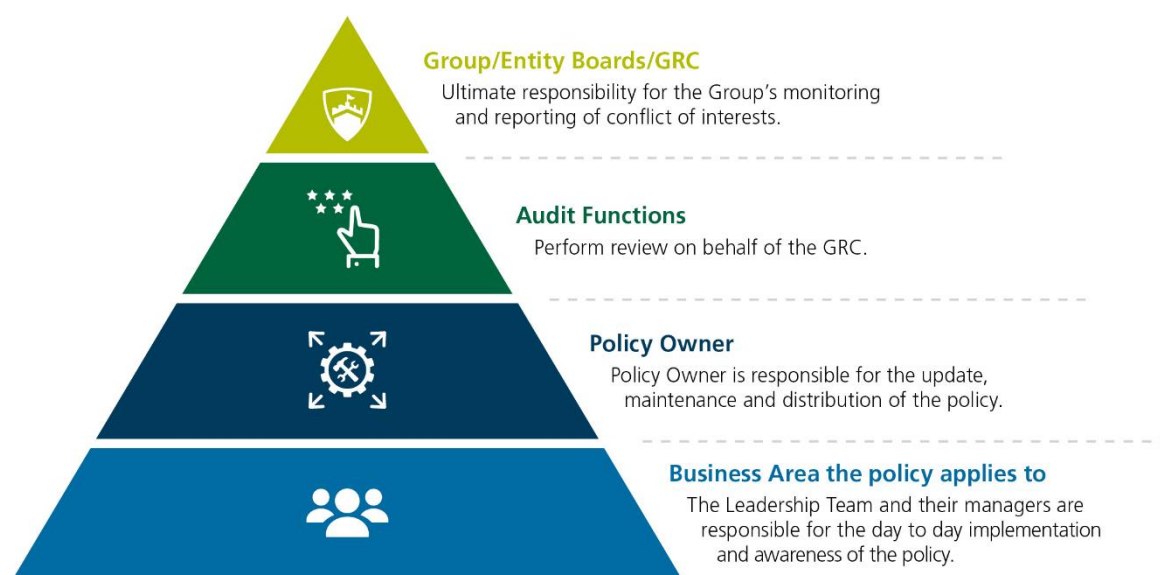 Group/Entity Boards/GRC
Ultimate responsibility for the Group's monitoring
and reporting of conflict of interests.
Audit Functions
Perform review on behalf of the GRC.
Policy Owner
Policy Owner is responsible for the update,
maintenance and distribution of the policy.
Business Area the policy applies to
The Leadership Team and their managers are
responsible for the day to day implementation
and awareness of the policy.